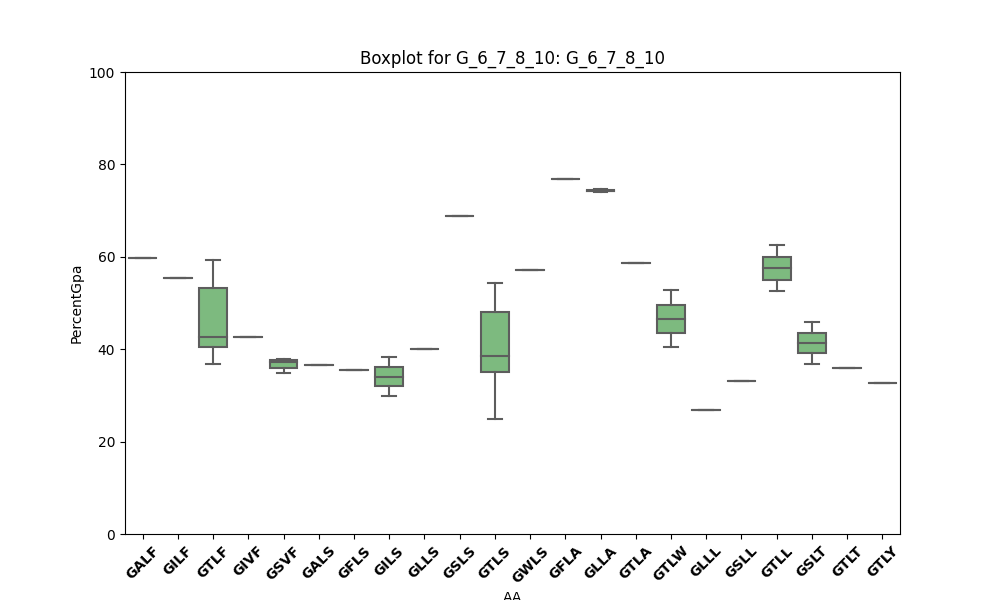 Boxplot for G_6_7_8_10: G_6_7_8_10
100
80
60
40
20
0
PercentGpa
GALF GILF GTLF GIVF GSVF GALS GFLS GILS GLLS GSLS GTLS GWLS GFLA GLLA GTLA GTLW GLLL GSLL GTLL GSLT GTLT GTLY
AA